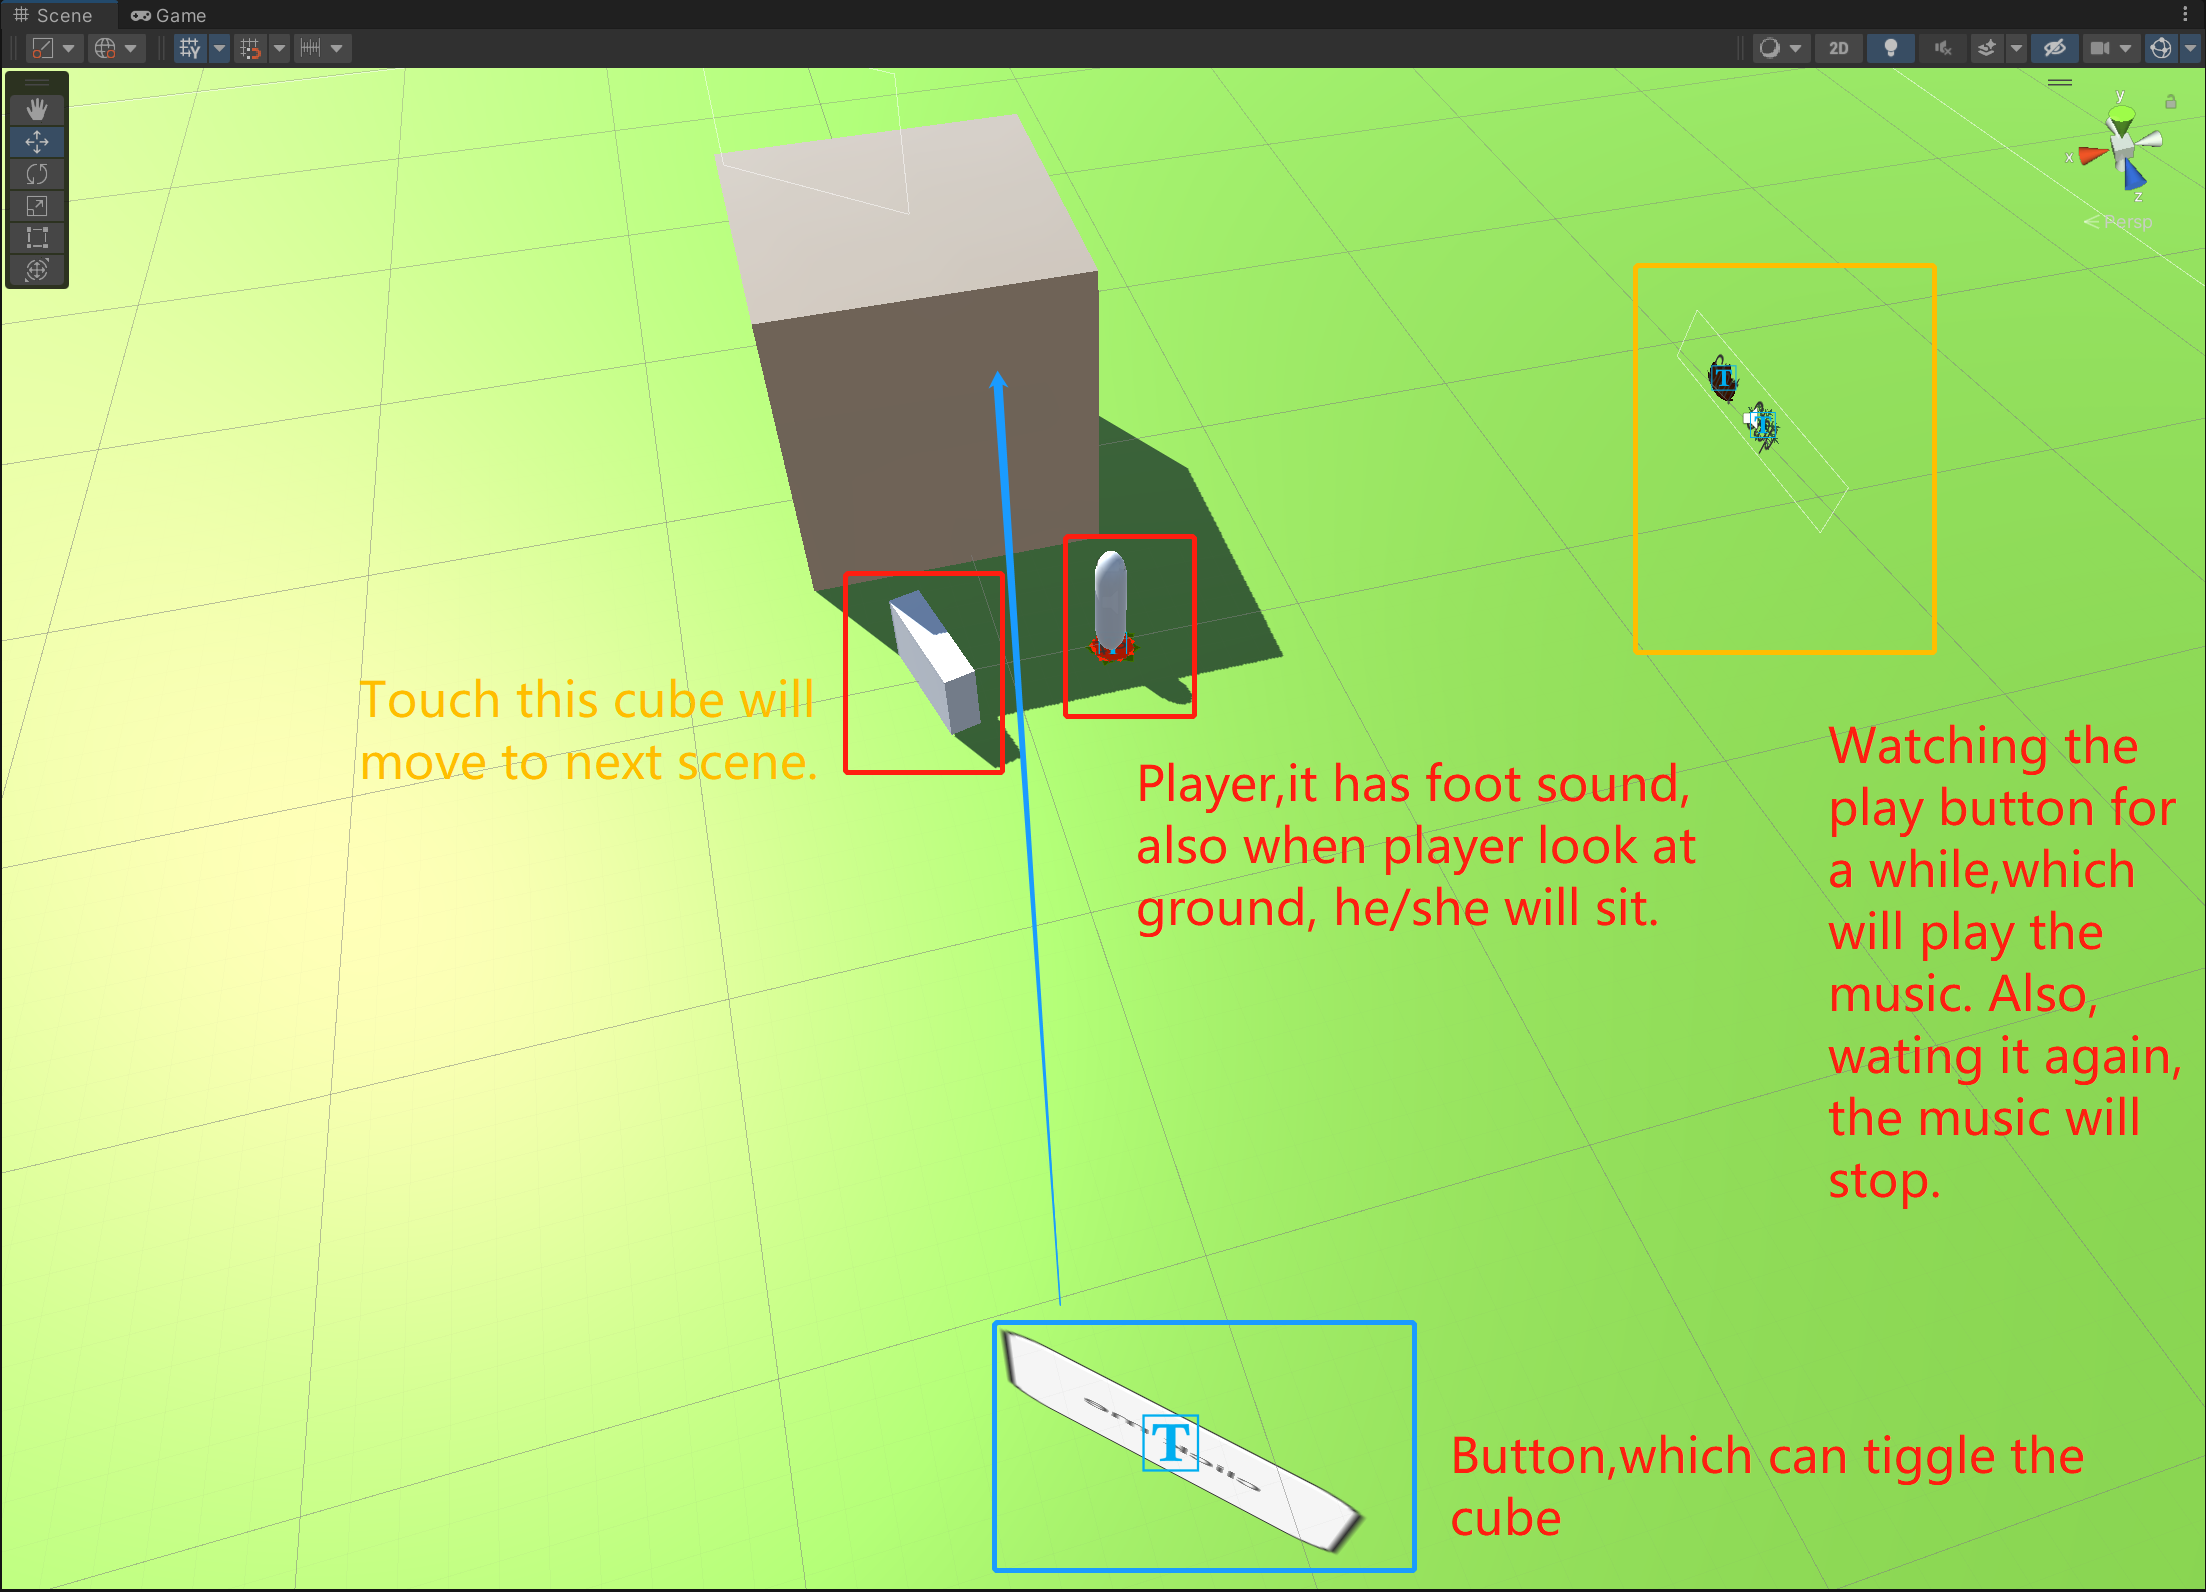 Scene Game
2D
y
x
z
Persp
T
T
Touch this cube will
move to next scene.
Player,it has foot sound,
also when player look at
ground, he/she will sit.
Watching the
play button for
a while,which
will play the
music. Also,
wating it again,
the music will
stop.
T
Button,which can tiggle the
cube